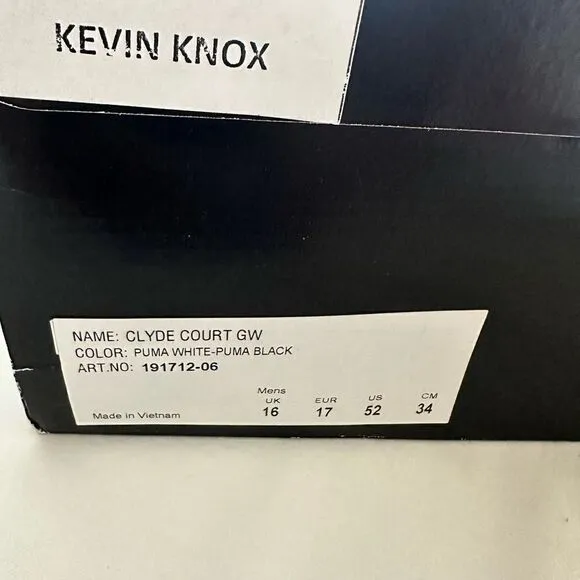 KEVIN KNOX
NAME: CLYDE COURT GW
COLOR: PUMA WHITE-PUMA BLACK
ART.NO: 191712-06
Mens
UK EUR US CM
Made in Vietnam 16 17 52 34